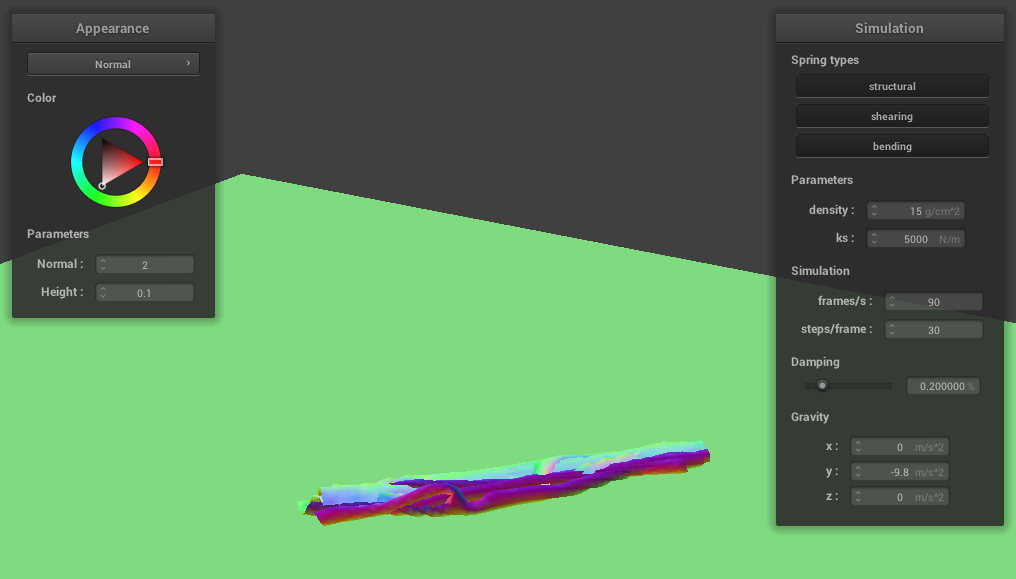 Appearance
Normal
Color
Parameters
Normal : 2
Height : 0.1
Simulation
Spring types
structural
shearing
bending
Parameters
density : 15 g/cm^2
ks : 5000 N/m
Simulation
frames/s : 90
steps/frame : 30
Damping
0.200000 %
Gravity
x : 0 m/s^2
y : -9.8 m/s^2
z : 0 m/s^2